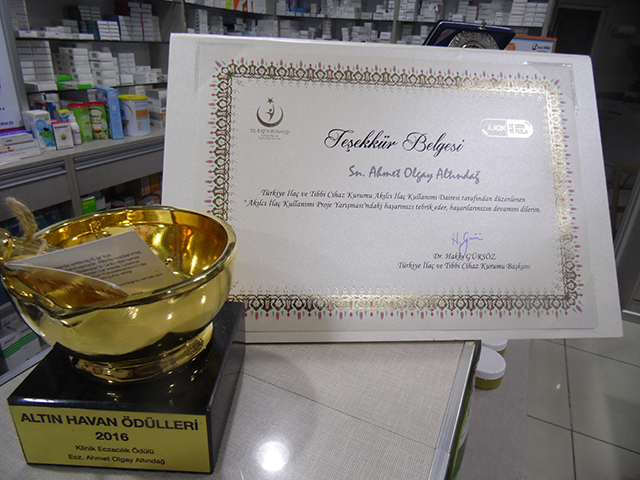 Teşekkür Belgesi
Sn. Ahmet Olgay Altındağ
Türkiye İlaç ve Tıbbi Cihaz Kurumu Akılcı İlaç Kullanımı Dairesi tarafından düzenlenen
"Akılcı İlaç Kullanımı Proje Yarışması"ndaki başarınızı tebrik eder, başarılarınızın devamını dilerim.
Dr. Hakkı GÜRSÖZ
Türkiye İlaç ve Tıbbi Cihaz Kurumu Başkanı
ALTIN HAVAN ÖDÜLLERİ
2016
Klinik Eczacılık Ödülü
Ecz. Ahmet Olgay Altındağ